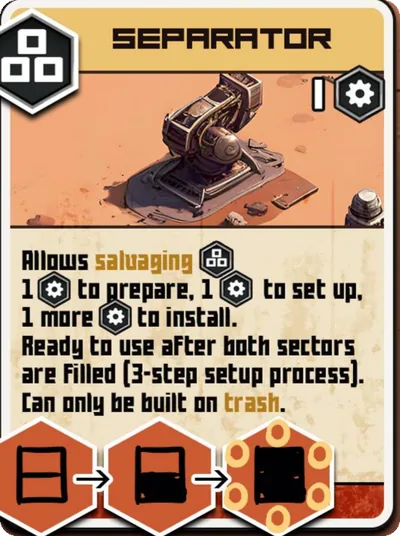 SEPARATOR
1
Allows salvaging
1 to prepare, 1 to set up,
1 more to install.
Ready to use after both sectors
are filled (3-step setup process).
Can only be built on trash.